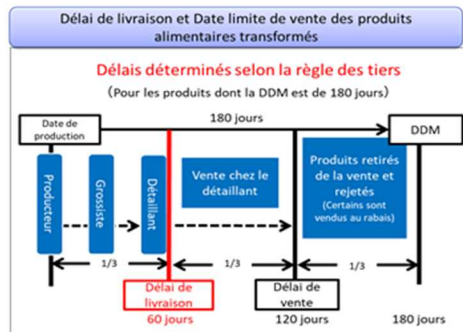 Délai de livraison et Date limite de vente des produits
alimentaires transformés
Délais déterminés selon la règle des tiers
(Pour les produits dont la DDM est de 180 jours)
Date de
production
180 jours
DDM
Producteur
Grossiste
Détaillant
Vente chez le
détaillant
Produits retirés
de la vente et
rejetés
(Certains sont
vendus au rabais)
1/3
1/3
1/3
Délai de
livraison
Délai de
vente
60 jours
120 jours
180 jours